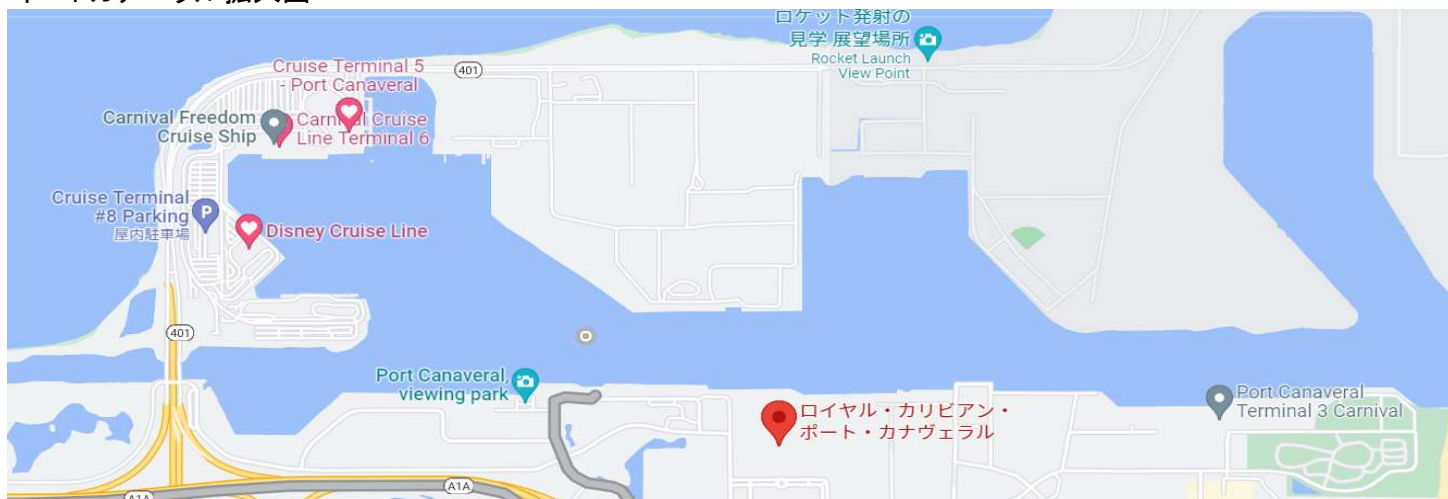 ロケット発射の
見学 展望場所
Rocket Launch
View Point
Cruise Terminal 5
- Port Canaveral
401
Carnival Freedom
Cruise Ship
Carnival Cruise
Line Terminal 6
Cruise Terminal
#8 Parking
屋内駐車場
P
Disney Cruise Line
401
Port Canaveral,
viewing park
ロイヤル・カリビアン・
ポート・カナヴェラル
Port Canaveral
Terminal 3 Carnival
A1A
A1A